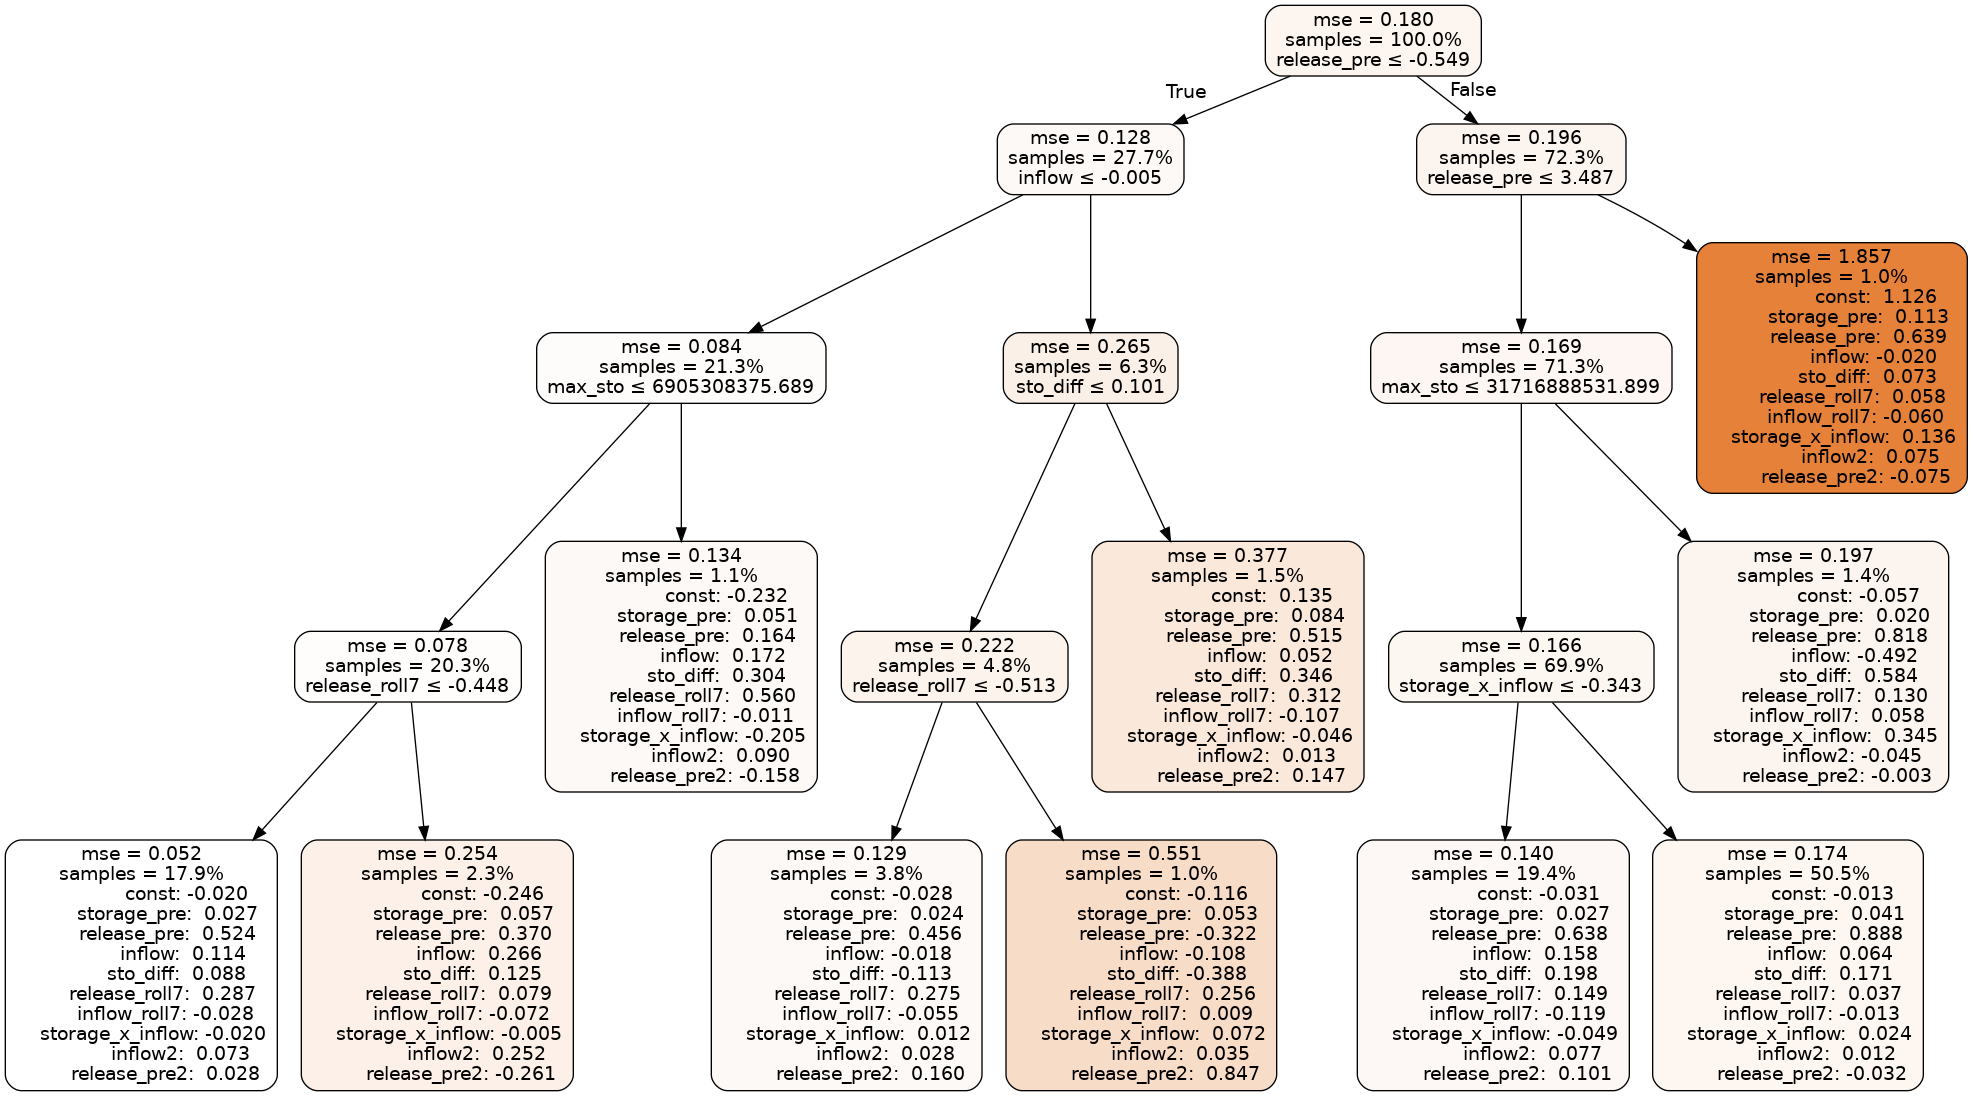 mse = 0.180
samples = 100.0%
release_pre ≤ -0.549
True
False
mse = 0.128
samples = 27.7%
inflow ≤ -0.005
mse = 0.196
samples = 72.3%
release_pre ≤ 3.487
mse = 1.857
samples = 1.0%
const: 1.126
storage_pre: 0.113
release_pre: 0.639
inflow: -0.020
sto_diff: 0.073
release_roll7: 0.058
inflow_roll7: -0.060
storage_x_inflow: 0.136
inflow2: 0.075
release_pre2: -0.075
mse = 0.084
samples = 21.3%
max_sto ≤ 6905308375.689
mse = 0.265
samples = 6.3%
sto_diff ≤ 0.101
mse = 0.169
samples = 71.3%
max_sto ≤ 31716888531.899
mse = 0.134
samples = 1.1%
const: -0.232
storage_pre: 0.051
release_pre: 0.164
inflow: 0.172
sto_diff: 0.304
release_roll7: 0.560
inflow_roll7: -0.011
storage_x_inflow: -0.205
inflow2: 0.090
release_pre2: -0.158
mse = 0.377
samples = 1.5%
const: 0.135
storage_pre: 0.084
release_pre: 0.515
inflow: 0.052
sto_diff: 0.346
release_roll7: 0.312
inflow_roll7: -0.107
storage_x_inflow: -0.046
inflow2: 0.013
release_pre2: 0.147
mse = 0.197
samples = 1.4%
const: -0.057
storage_pre: 0.020
release_pre: 0.818
inflow: -0.492
sto_diff: 0.584
release_roll7: 0.130
inflow_roll7: 0.058
storage_x_inflow: 0.345
inflow2: -0.045
release_pre2: -0.003
mse = 0.078
samples = 20.3%
release_roll7 ≤ -0.448
mse = 0.222
samples = 4.8%
release_roll7 ≤ -0.513
mse = 0.166
samples = 69.9%
storage_x_inflow ≤ -0.343
mse = 0.052
samples = 17.9%
const: -0.020
storage_pre: 0.027
release_pre: 0.524
inflow: 0.114
sto_diff: 0.088
release_roll7: 0.287
inflow_roll7: -0.028
storage_x_inflow: -0.020
inflow2: 0.073
release_pre2: 0.028
mse = 0.254
samples = 2.3%
const: -0.246
storage_pre: 0.057
release_pre: 0.370
inflow: 0.266
sto_diff: 0.125
release_roll7: 0.079
inflow_roll7: -0.072
storage_x_inflow: -0.005
inflow2: 0.252
release_pre2: -0.261
mse = 0.129
samples = 3.8%
const: -0.028
storage_pre: 0.024
release_pre: 0.456
inflow: -0.018
sto_diff: -0.113
release_roll7: 0.275
inflow_roll7: -0.055
storage_x_inflow: 0.012
inflow2: 0.028
release_pre2: 0.160
mse = 0.551
samples = 1.0%
const: -0.116
storage_pre: 0.053
release_pre: -0.322
inflow: -0.108
sto_diff: -0.388
release_roll7: 0.256
inflow_roll7: 0.009
storage_x_inflow: 0.072
inflow2: 0.035
release_pre2: 0.847
mse = 0.140
samples = 19.4%
const: -0.031
storage_pre: 0.027
release_pre: 0.638
inflow: 0.158
sto_diff: 0.198
release_roll7: 0.149
inflow_roll7: -0.119
storage_x_inflow: -0.049
inflow2: 0.077
release_pre2: 0.101
mse = 0.174
samples = 50.5%
const: -0.013
storage_pre: 0.041
release_pre: 0.888
inflow: 0.064
sto_diff: 0.171
release_roll7: 0.037
inflow_roll7: -0.013
storage_x_inflow: 0.024
inflow2: 0.012
release_pre2: -0.032